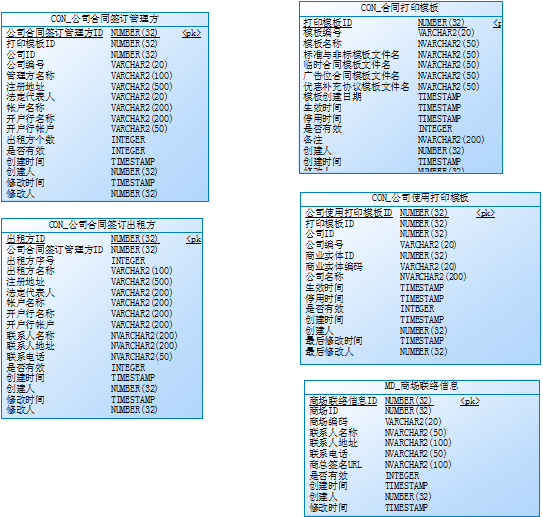 CON_公司合同签订管理方
公司合同签订管理方ID NUMBER(32) <pk>
打印模板ID NUMBER(32)
公司ID NUMBER(32)
公司编号 VARCHAR2(20)
管理方名称 VARCHAR2(100)
注册地址 VARCHAR2(500)
法定代表人 VARCHAR2(20)
帐户名称 VARCHAR2(200)
开户行名称 VARCHAR2(200)
开户行帐户 VARCHAR2(50)
出租方个数 INTEGER
是否有效 INTEGER
创建时间 TIMESTAMP
创建人 NUMBER(32)
修改时间 TIMESTAMP
修改人 NUMBER(32)
CON_公司合同签订出租方
出租方ID NUMBER(32) <pk
公司合同签订管理方ID NUMBER(32)
出租方序号 INTEGER
出租方名称 VARCHAR2(100)
注册地址 VARCHAR2(500)
法定代表人 VARCHAR2(200)
帐户名称 VARCHAR2(200)
开户行名称 VARCHAR2(200)
开户行帐户 VARCHAR2(200)
联系人名称 NVARCHAR2(200)
联系人地址 NVARCHAR2(200)
联系电话 NVARCHAR2(50)
是否有效 INTEGER
创建时间 TIMESTAMP
创建人 NUMBER(32)
修改时间 TIMESTAMP
修改人 NUMBER(32)
CON_合同打印模板
打印模板ID NUMBER(32) <p
模板编号 VARCHAR2(20)
模板名称 NVARCHAR2(50)
标准与非标模板文件名 NVARCHAR2(50)
临时合同模板文件名 NVARCHAR2(50)
广告位合同模板文件名 NVARCHAR2(50)
优惠补充协议模板文件名 NVARCHAR2(50)
模板创建日期 TIMESTAMP
生效时间 TIMESTAMP
停用时间 TIMESTAMP
是否有效 INTEGER
备注 NVARCHAR2(200)
创建人 NUMBER(32)
创建时间 TIMESTAMP
修改人 NUMBER(32)
CON_公司使用打印模板
公司使用打印模板ID NUMBER(32) <pk>
打印模板ID NUMBER(32)
公司ID NUMBER(32)
公司编号 VARCHAR2(20)
商业实体ID NUMBER(32)
商业实体编码 VARCHAR2(20)
公司名称 NVARCHAR2(200)
生效时间 TIMESTAMP
停用时间 TIMESTAMP
是否有效 INTEGER
创建时间 TIMESTAMP
创建人 NUMBER(32)
最后修改时间 TIMESTAMP
最后修改人 NUMBER(32)
MD_商场联络信息
商场联络信息ID NUMBER(32) <pk>
商场ID NUMBER(32)
商场编码 VARCHAR2(20)
联系人名称 NVARCHAR2(50)
联系人地址 NVARCHAR2(100)
联系电话 NVARCHAR2(50)
商总签名URL NVARCHAR2(100)
是否有效 INTEGER
创建时间 TIMESTAMP
创建人 NUMBER(32)
修改时间 TIMESTAMP